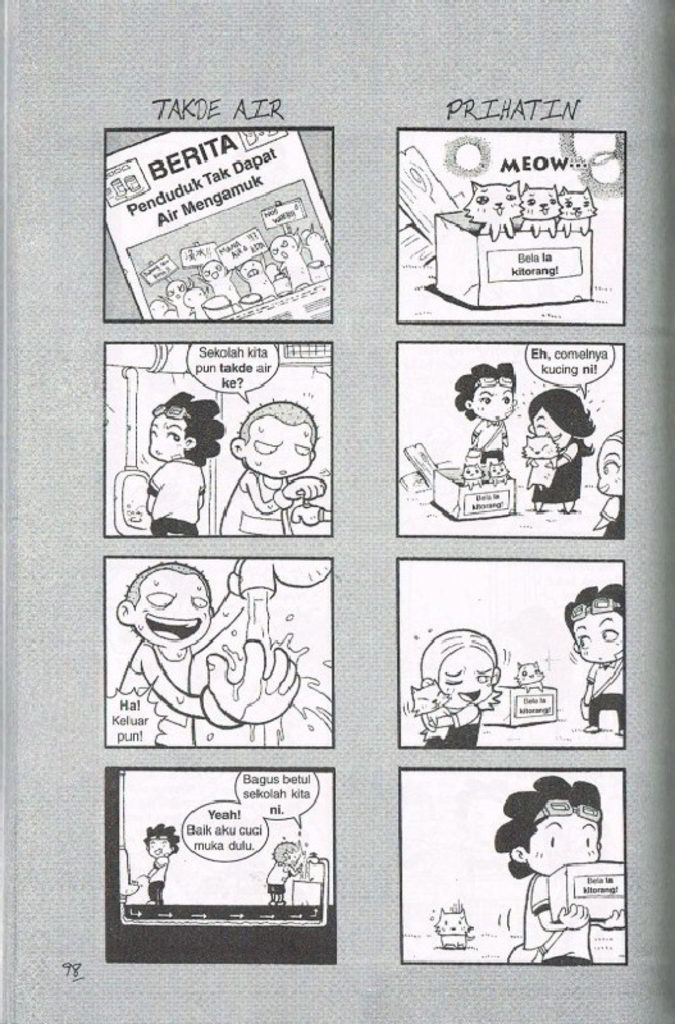 TAKDE AIR
BERITA
Penduduk Tak Dapat
Air Mengamuk
Sekolah kita
pun takde air
ke?
Ha!
Keluar
pun!
Bagus betul
sekolah kita
ni.
Yeah!
Baik aku cuci
muka dulu.
PRIHATIN
MEOW...
Bela la
kitorang!
Eh, comelnya
kucing ni!
Bela la
kitorang!
Bela la
kitorang!
Bela la
kitorang!
98